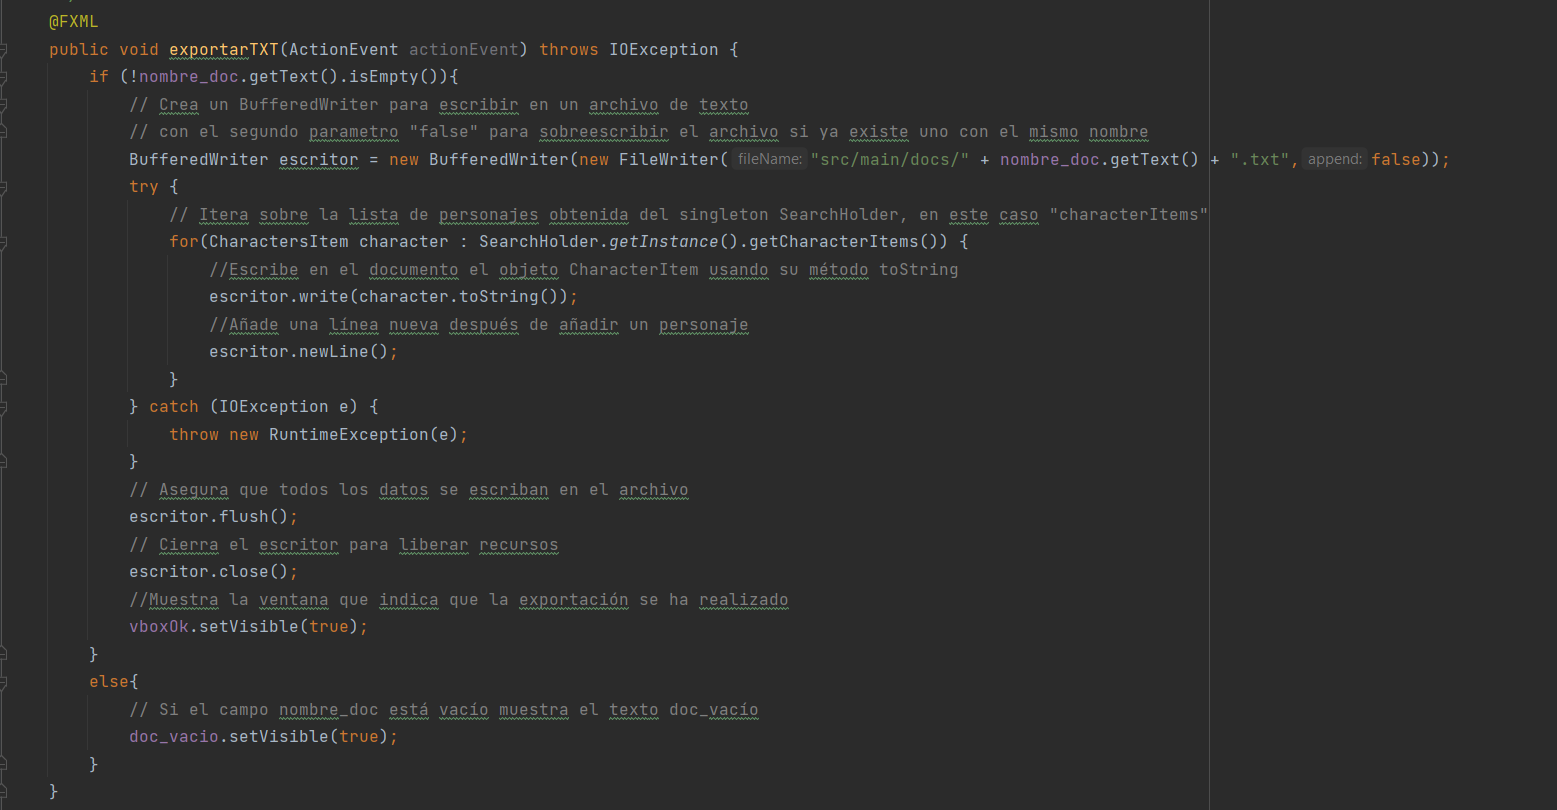 @FXML
public void exportarTXT(ActionEvent actionEvent) throws IOException {
if (!nombre_doc.getText().isEmpty()){
// Crea un BufferedWriter para escribir en un archivo de texto
// con el segundo parametro "false" para sobreescribir el archivo si ya existe uno con el mismo nombre
BufferedWriter escritor = new BufferedWriter(new FileWriter( fileName: "src/main/docs/" + nombre_doc.getText() + ".txt", append: false));
try {
// Itera sobre la lista de personajes obtenida del singleton SearchHolder, en este caso "characterItems"
for(CharactersItem character : SearchHolder.getInstance().getCharacterItems()) {
//Escribe en el documento el objeto CharacterItem usando su método toString
escritor.write(character.toString());
//Añade una línea nueva después de añadir un personaje
escritor.newLine();
}
} catch (IOException e) {
throw new RuntimeException(e);
}
// Asegura que todos los datos se escriban en el archivo
escritor.flush();
// Cierra el escritor para liberar recursos
escritor.close();
//Muestra la ventana que indica que la exportación se ha realizado
vboxOk.setVisible(true);
}
else{
// Si el campo nombre_doc está vacío muestra el texto doc_vacío
doc_vacio.setVisible(true);
}
}